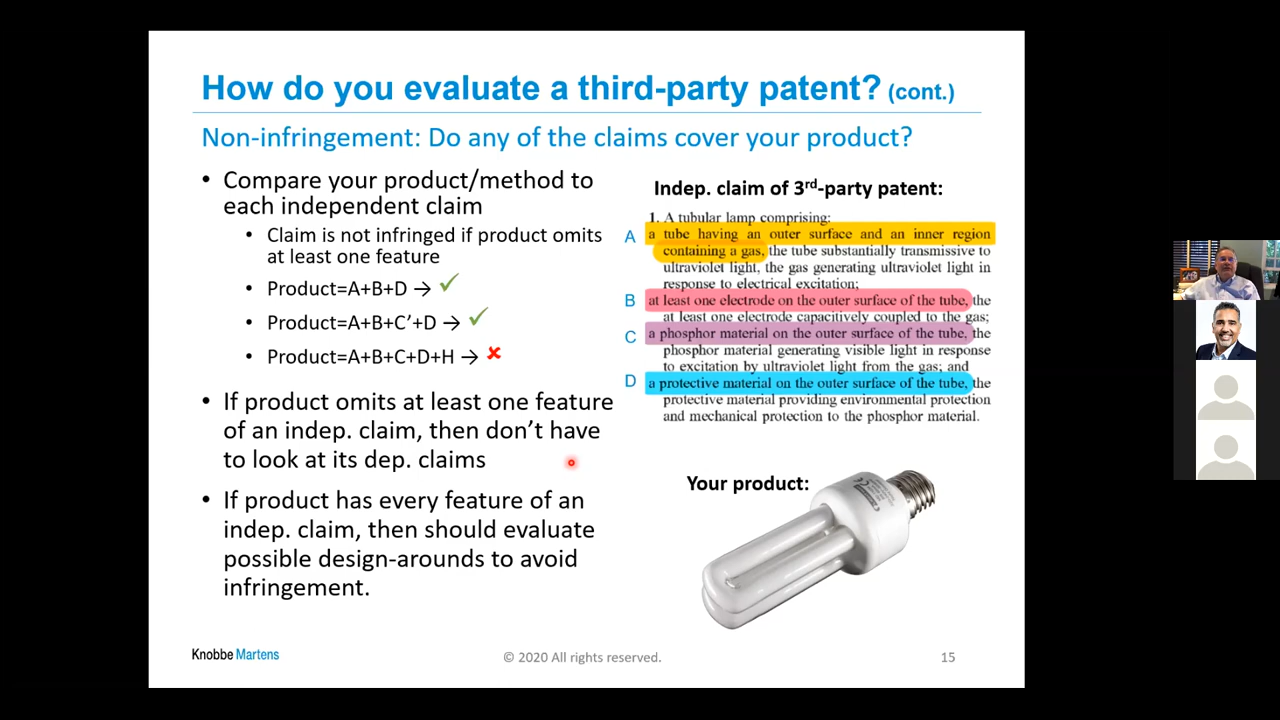 How do you evaluate a third-party patent? (cont.)
Non-infringement: Do any of the claims cover your product?
• Compare your product/method to
each independent claim
• Claim is not infringed if product omits
at least one feature
• Product=A+B+D → ✓
• Product=A+B+C’+D → ✓
• Product=A+B+C+D+H → ✘
• If product omits at least one feature
of an indep. claim, then don’t have
to look at its dep. claims
• If product has every feature of an
indep. claim, then should evaluate
possible design-arounds to avoid
infringement.
Indep. claim of 3rd-party patent:
1. A tubular lamp comprising:
A a tube having an outer surface and an inner region
containing a gas, the tube substantially transmissive to
ultraviolet light, the gas generating ultraviolet light in
response to electrical excitation;
B at least one electrode on the outer surface of the tube, the
at least one electrode capacitively coupled to the gas;
C a phosphor material on the outer surface of the tube, the
phosphor material generating visible light in response
to excitation by ultraviolet light from the gas; and
D a protective material on the outer surface of the tube, the
protective material providing environmental protection
and mechanical protection to the phosphor material.
Your product:
Knobbe Martens
© 2020 All rights reserved.
15